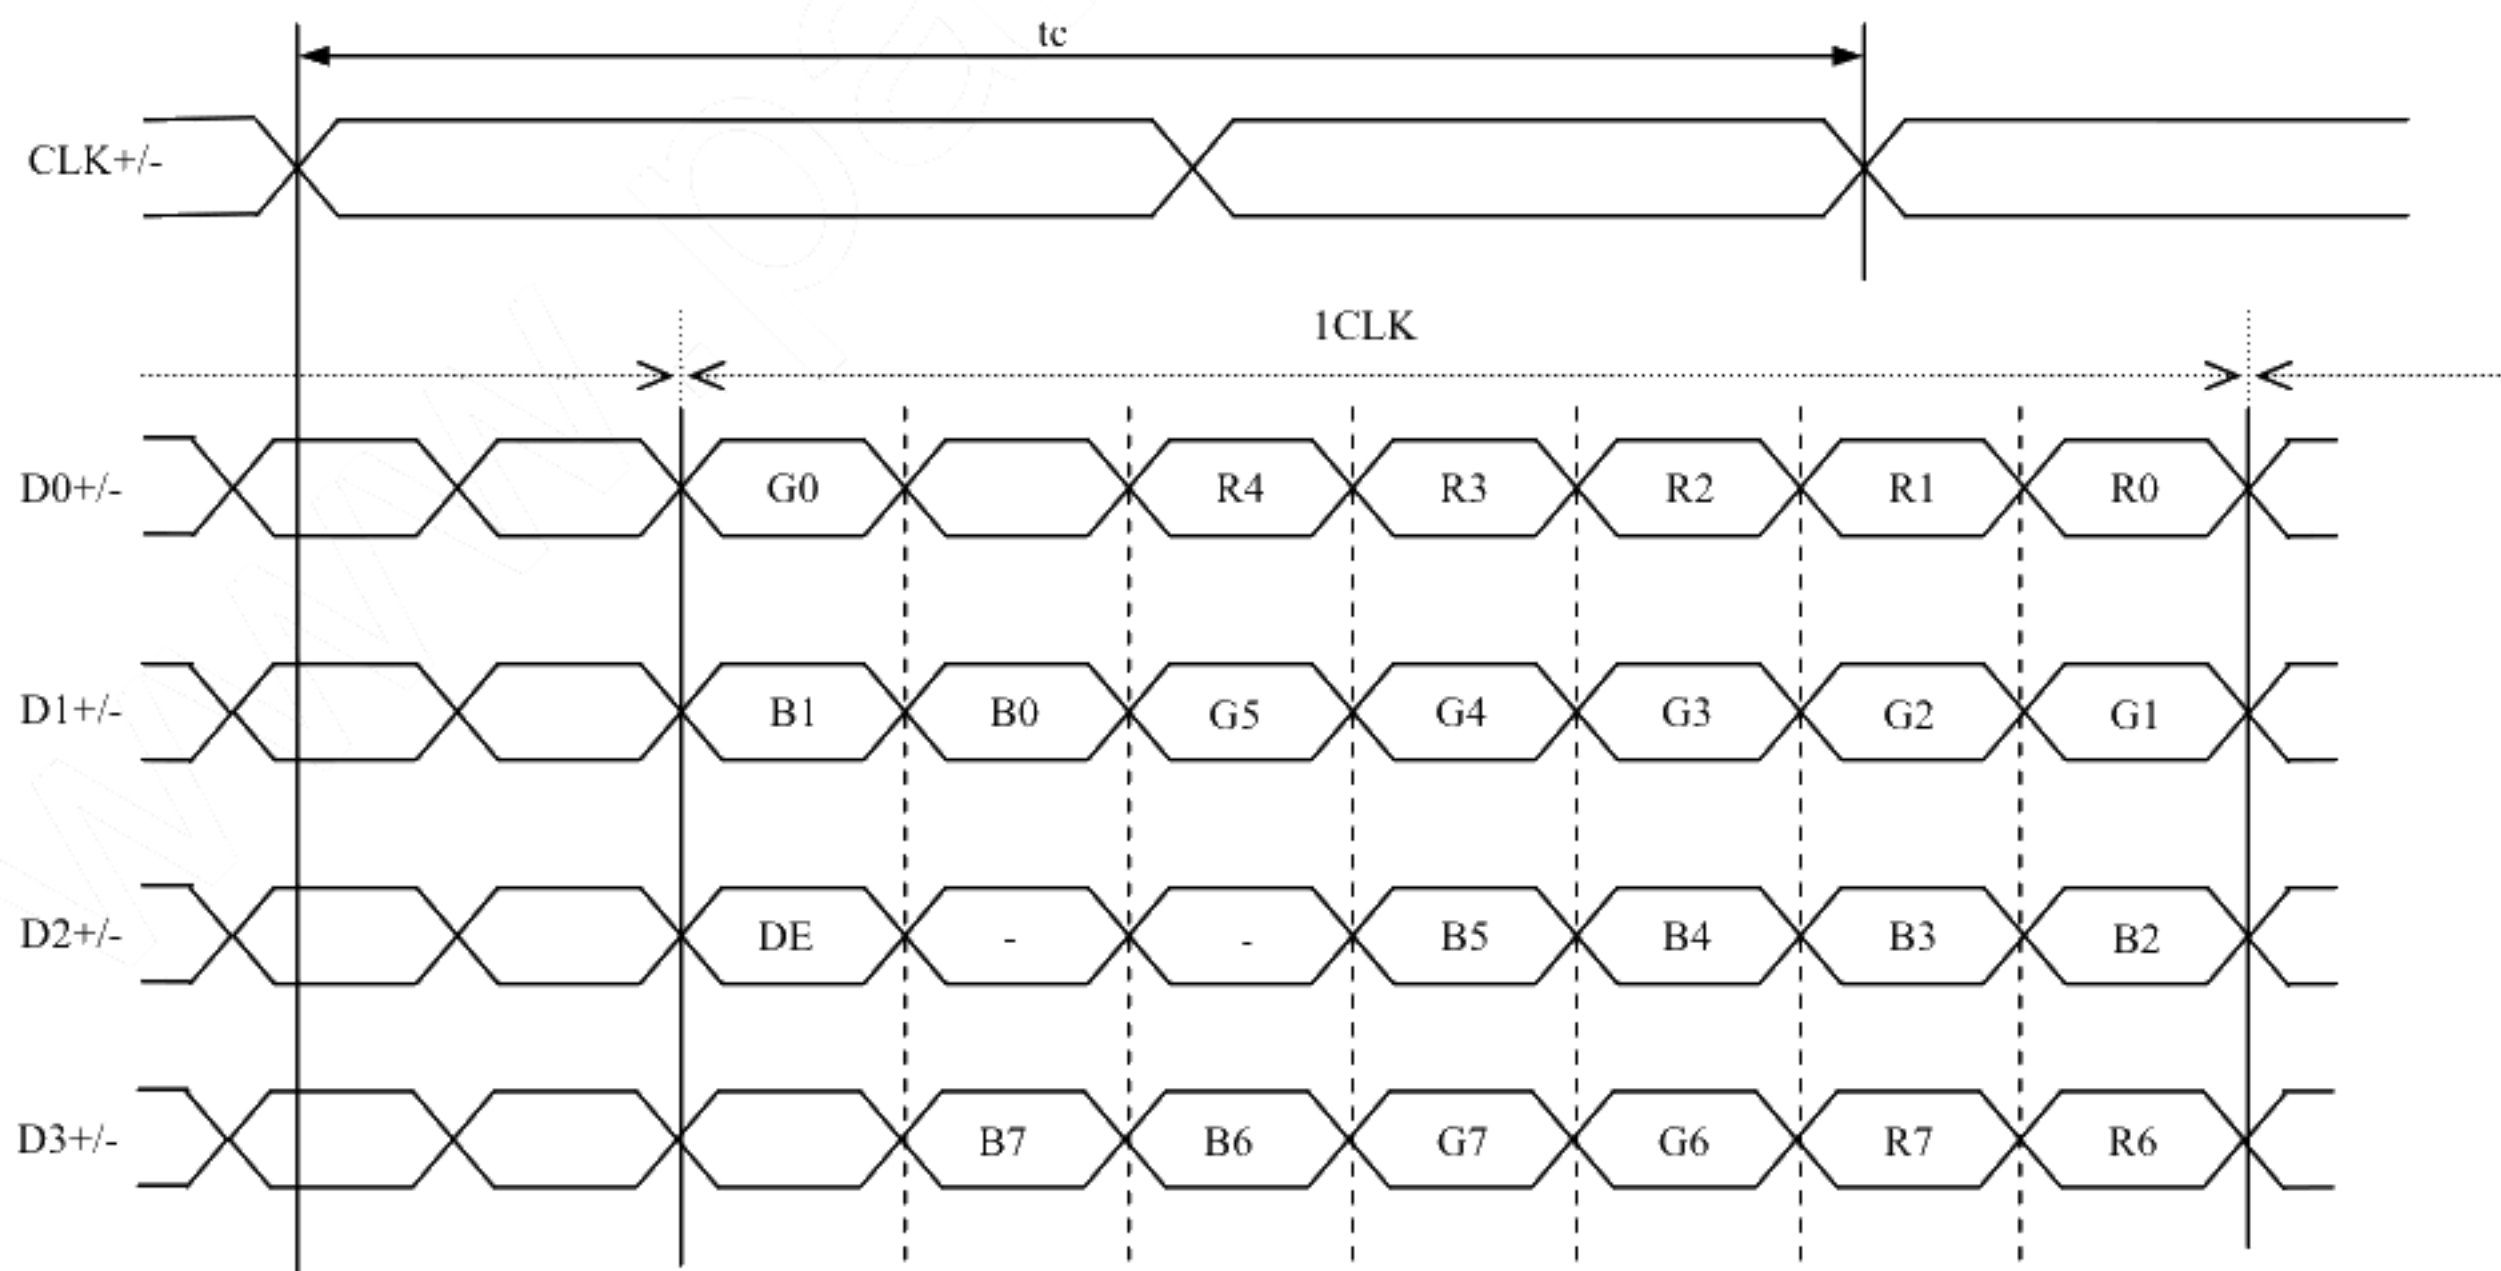 tc
CLK+/-
1CLK
D0+/- G0 R4 R3 R2 R1 R0
D1+/- B1 B0 G5 G4 G3 G2 G1
D2+/- DE - - B5 B4 B3 B2
D3+/- B7 B6 G7 G6 R7 R6